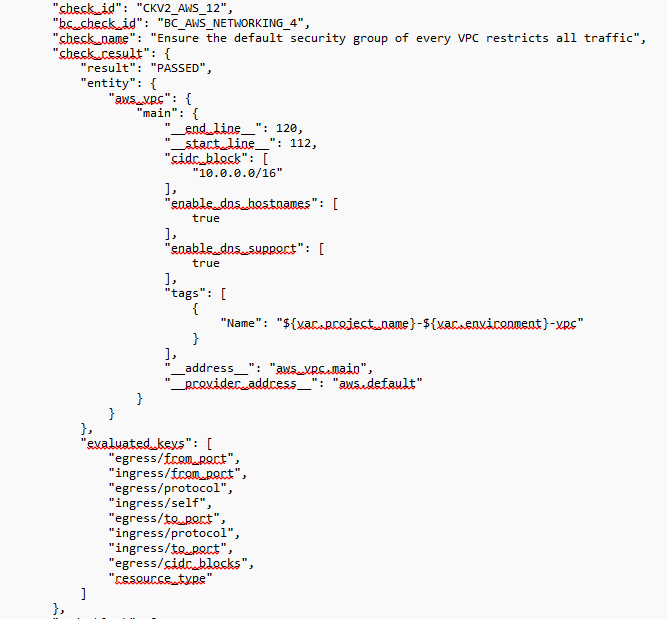 "check_id": "CKV2_AWS_12",
"bc_check_id": "BC_AWS_NETWORKING_4",
"check_name": "Ensure the default security group of every VPC restricts all traffic",
"check_result": {
"result": "PASSED",
"entity": {
"aws_vpc": {
"main": {
"__end_line__": 120,
"__start_line__": 112,
"cidr_block": [
"10.0.0.0/16"
],
"enable_dns_hostnames": [
true
],
"enable_dns_support": [
true
],
"tags": [
{
"Name": "${var.project_name}-${var.environment}-vpc"
}
],
"__address__": "aws_vpc.main",
"__provider_address__": "aws.default"
}
}
},
"evaluated_keys": [
"egress/from_port",
"ingress/from_port",
"egress/protocol",
"ingress/self",
"egress/to_port",
"ingress/protocol",
"ingress/to_port",
"egress/cidr_blocks",
"resource_type"
]
},